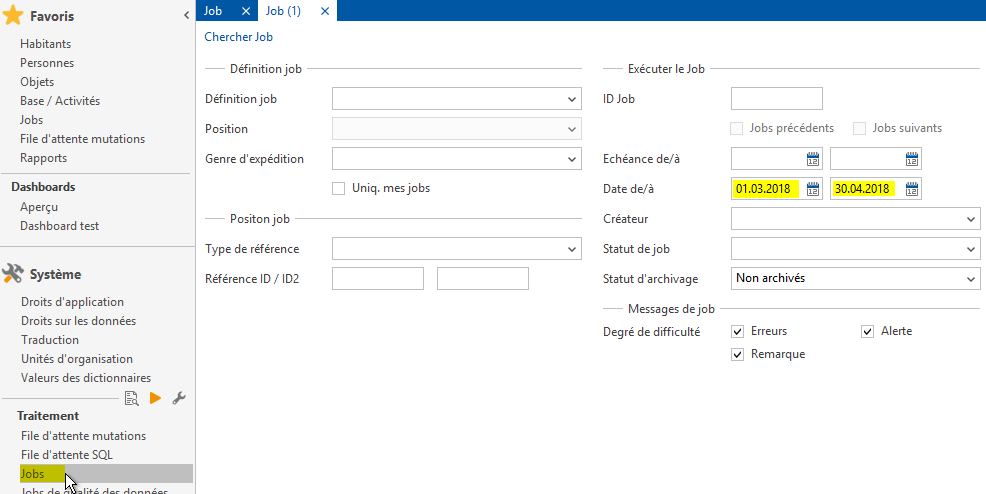 Favoris
Habitants
Personnes
Objets
Base / Activités
Jobs
File d'attente mutations
Rapports
Dashboards
Aperçu
Dashboard test
Système
Droits d'application
Droits sur les données
Traduction
Unités d'organisation
Valeurs des dictionnaires
Traitement
File d'attente mutations
File d'attente SQL
Jobs
Jobs de qualité des données
Job Job (1)
Chercher Job
Définition job
Définition job
Position
Genre d'expédition
Uniq. mes jobs
Positon job
Type de référence
Référence ID / ID2
Exécuter le Job
ID Job
Jobs précédents Jobs suivants
Echéance de/à 12 12
Date de/à 01.03.2018 12 30.04.2018 12
Créateur
Statut de job
Statut d'archivage Non archivés
Messages de job
Degré de difficulté Erreurs Alerte
Remarque